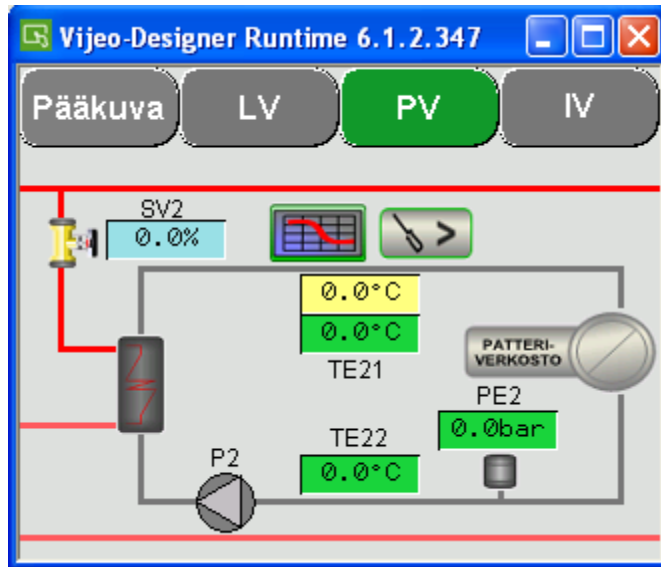 Vijeo-Designer Runtime 6.1.2.347
Pääkuva LV PV IV
SV2
0.0%
>
0.0°C
0.0°C
TE21
PATTERI-
VERKOSTO
PE2
0.0bar
TE22
0.0°C
P2